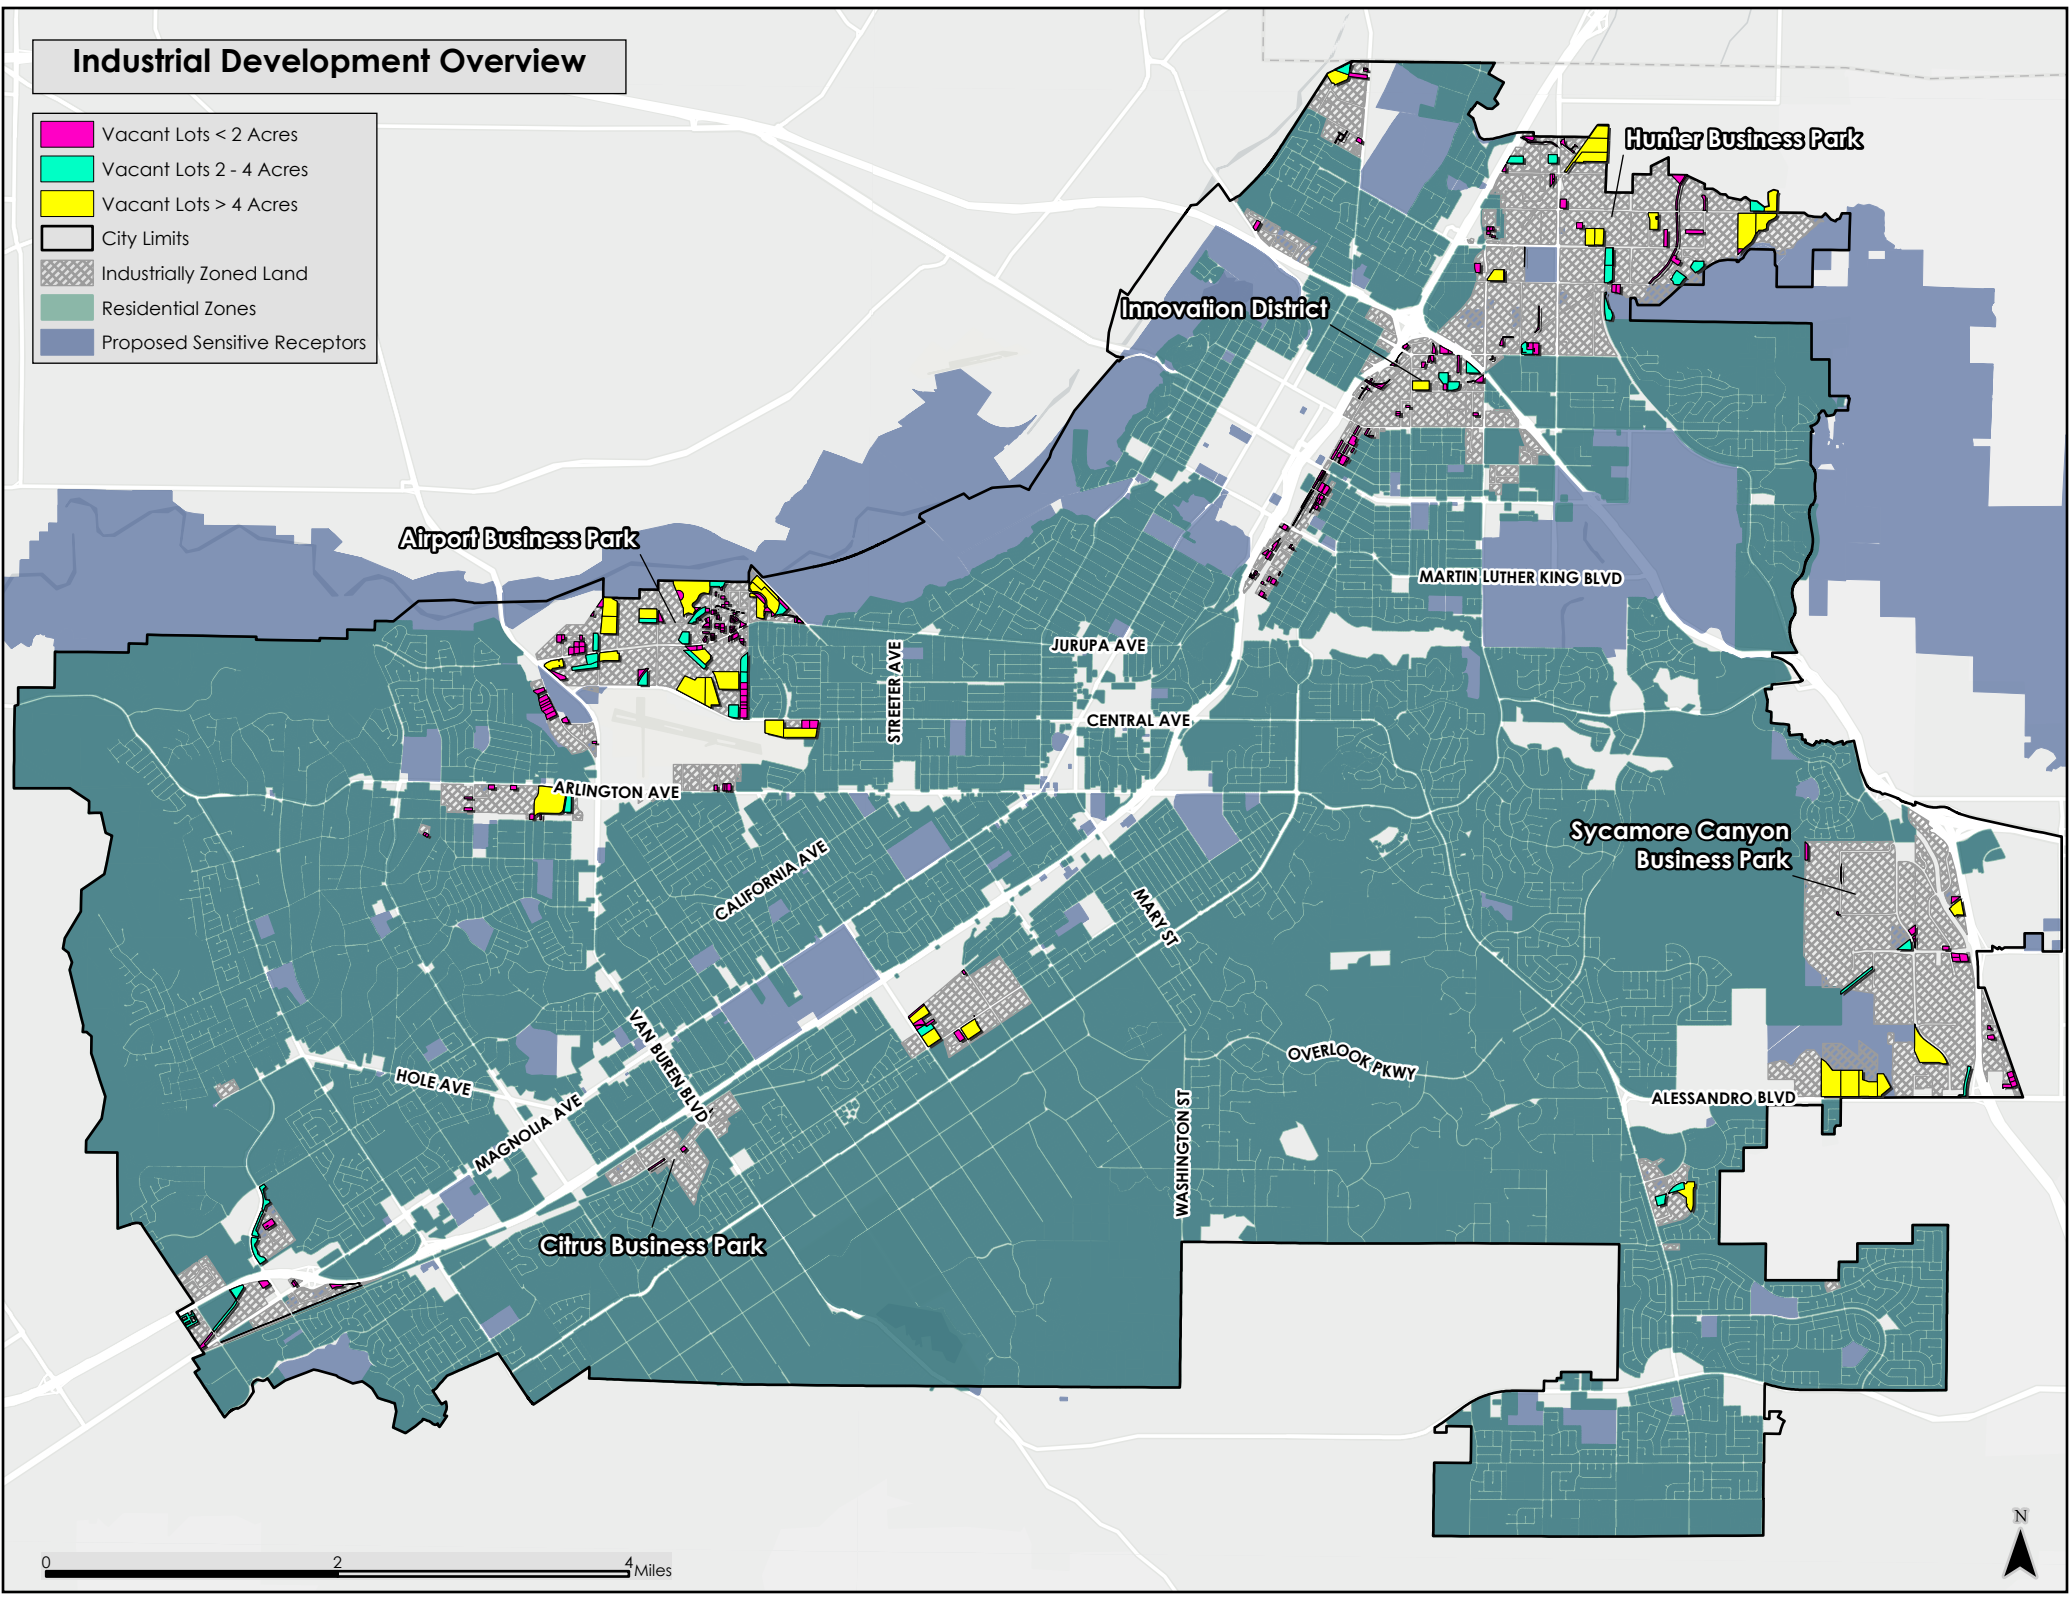 Industrial Development Overview
Vacant Lots < 2 Acres
Vacant Lots 2 - 4 Acres
Vacant Lots > 4 Acres
City Limits
Industrially Zoned Land
Residential Zones
Proposed Sensitive Receptors
Hunter Business Park
Innovation District
Airport Business Park
MARTIN LUTHER KING BLVD
JURUPA AVE
STREETER AVE
CENTRAL AVE
ARLINGTON AVE
Sycamore Canyon
Business Park
CALIFORNIA AVE
MARY ST
VAN BUREN BLVD
OVERLOOK PKWY
HOLE AVE
ALESSANDRO BLVD
MAGNOLIA AVE
WASHINGTON ST
Citrus Business Park
N
0 2 4 Miles